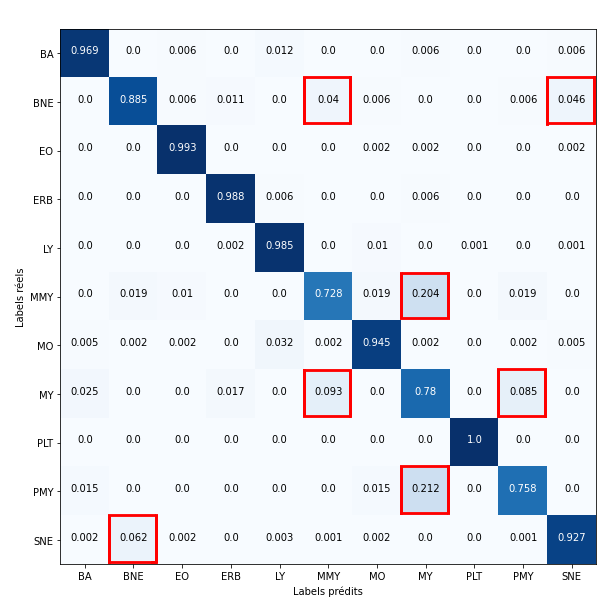 BA 0.969 0.0 0.006 0.0 0.012 0.0 0.0 0.006 0.0 0.0 0.006
BNE 0.0 0.885 0.006 0.011 0.0 0.04 0.006 0.0 0.0 0.006 0.046
EO 0.0 0.0 0.993 0.0 0.0 0.0 0.002 0.002 0.0 0.0 0.002
ERB 0.0 0.0 0.0 0.988 0.006 0.0 0.0 0.006 0.0 0.0 0.0
LY 0.0 0.0 0.0 0.002 0.985 0.0 0.01 0.0 0.001 0.0 0.001
MMY 0.0 0.019 0.01 0.0 0.0 0.728 0.019 0.204 0.0 0.019 0.0
MO 0.005 0.002 0.002 0.0 0.032 0.002 0.945 0.002 0.0 0.002 0.005
MY 0.025 0.0 0.0 0.017 0.0 0.093 0.0 0.78 0.0 0.085 0.0
PLT 0.0 0.0 0.0 0.0 0.0 0.0 0.0 0.0 1.0 0.0 0.0
PMY 0.015 0.0 0.0 0.0 0.0 0.0 0.015 0.212 0.0 0.758 0.0
SNE 0.002 0.062 0.002 0.0 0.003 0.001 0.002 0.0 0.0 0.001 0.927
BA BNE EO ERB LY MMY MO MY PLT PMY SNE
Labels prédits
Labels réels